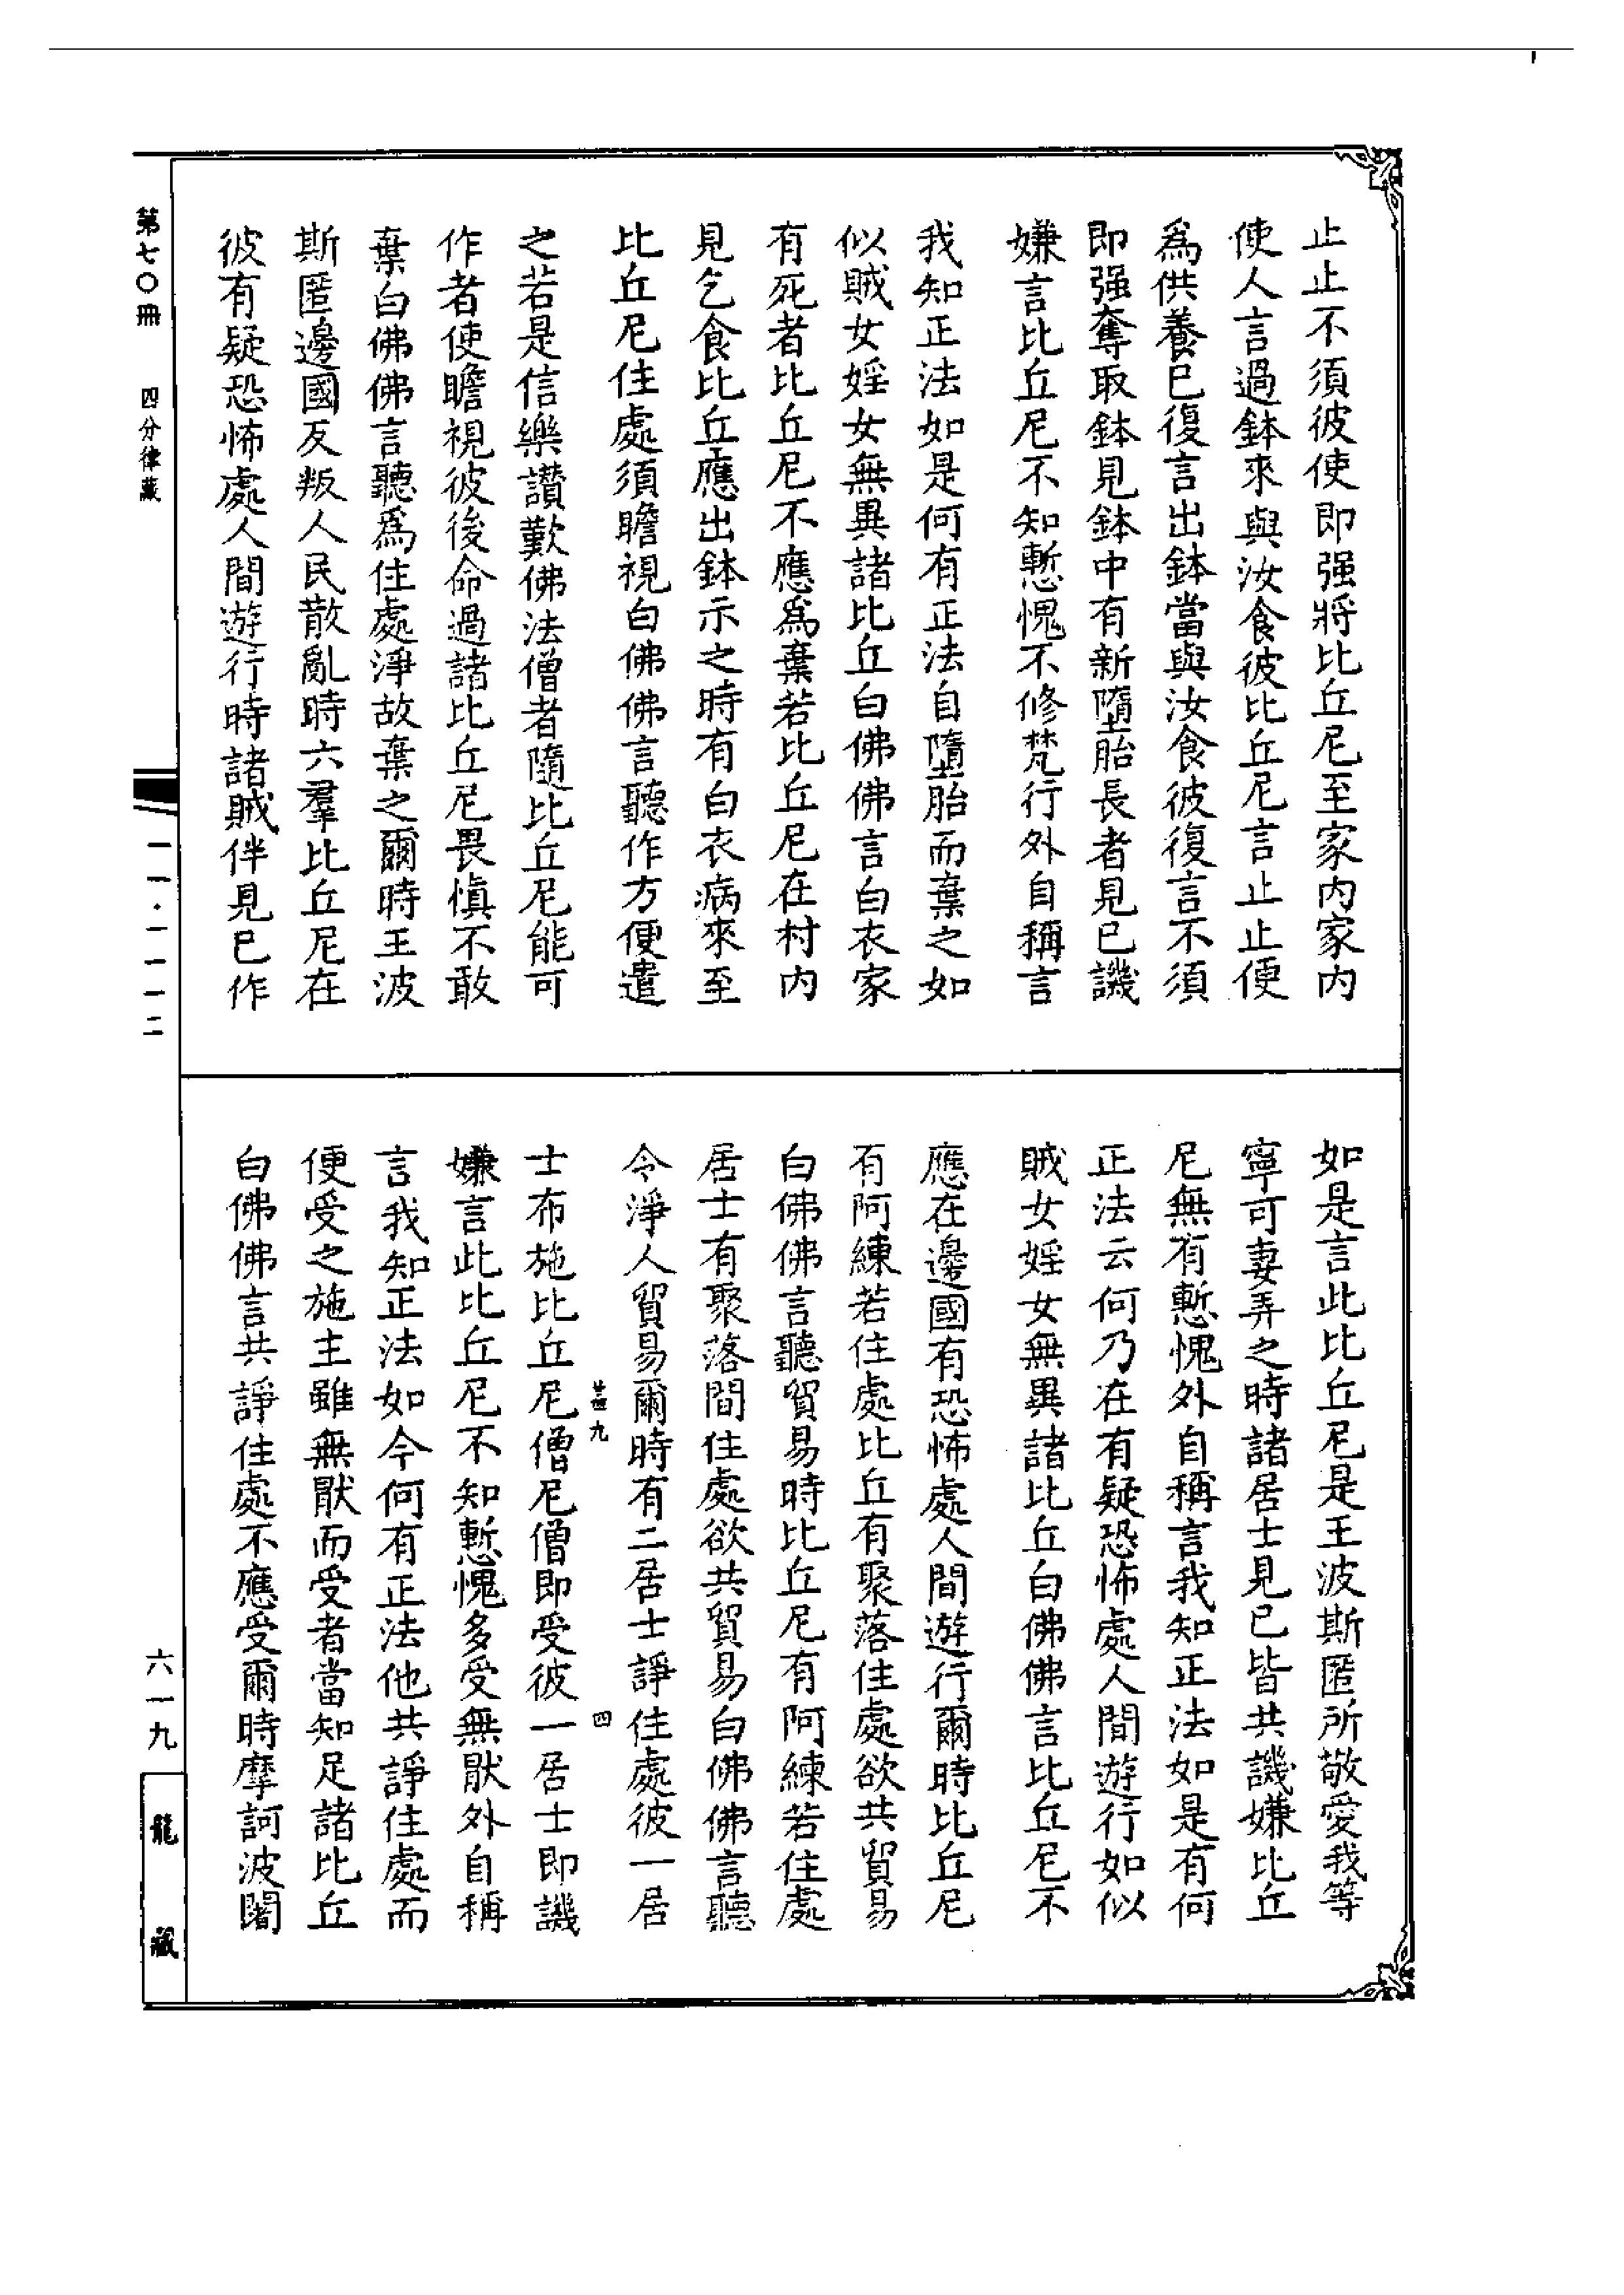 止止不須彼使即强將比丘尼至家内家内
使人言過鉢來與汝食彼比丘尼言止止便
爲供養已復言出鉢當與汝食彼復言不須
即强奪取鉢見鉢中有新墮胎長者見已譏
嫌言比丘尼不知慙愧不修梵行外自稱言
我知正法如是何有正法自墮胎而棄之如
似賊女婬女無異諸比丘白佛佛言白衣家
有死者比丘尼不應爲棄若比丘尼在村内
見乞食比丘應出鉢示之時有白衣病來至
比丘尼住處須瞻視白佛佛言聽作方便遣
之若是信樂讃歎佛法僧者隨比丘尼能可
作者使瞻視彼後命過諸比丘尼畏愼不敢
棄白佛佛言聽爲住處淨故棄之爾時王波
斯匿邊國反叛人民散亂時六羣比丘尼在
彼有疑恐怖處人間遊行時諸賊伴見已作
如是言此比丘尼是王波斯匿所敬愛我等
寧可妻弄之時諸居士見已皆共譏嫌比丘
尼無有慙愧外自稱言我知正法如是有何
正法云何乃在有疑恐怖處人間遊行如似
賊女婬女無異諸比丘白佛佛言比丘尼不
應在邊國有恐怖處人間遊行爾時比丘尼
有阿練若住處比丘有聚落住處欲共貿易
白佛佛言聽貿易時比丘尼有阿練若住處
居士有聚落間住處欲共貿易白佛佛言聽
令淨人貿易爾時有二居士諍住處彼一居
士布施比丘尼僧尼僧即受彼一居士即譏
嫌言此比丘尼不知慙愧多受無猒外自稱
言我知正法如今何有正法他共諍住處而
便受之施主雖無猒而受者當知足諸比丘
白佛佛言共諍住處不應受爾時摩訶波闍
卅四九
四
第七〇冊
四分律藏
一一·一一一二
六一九
龍藏